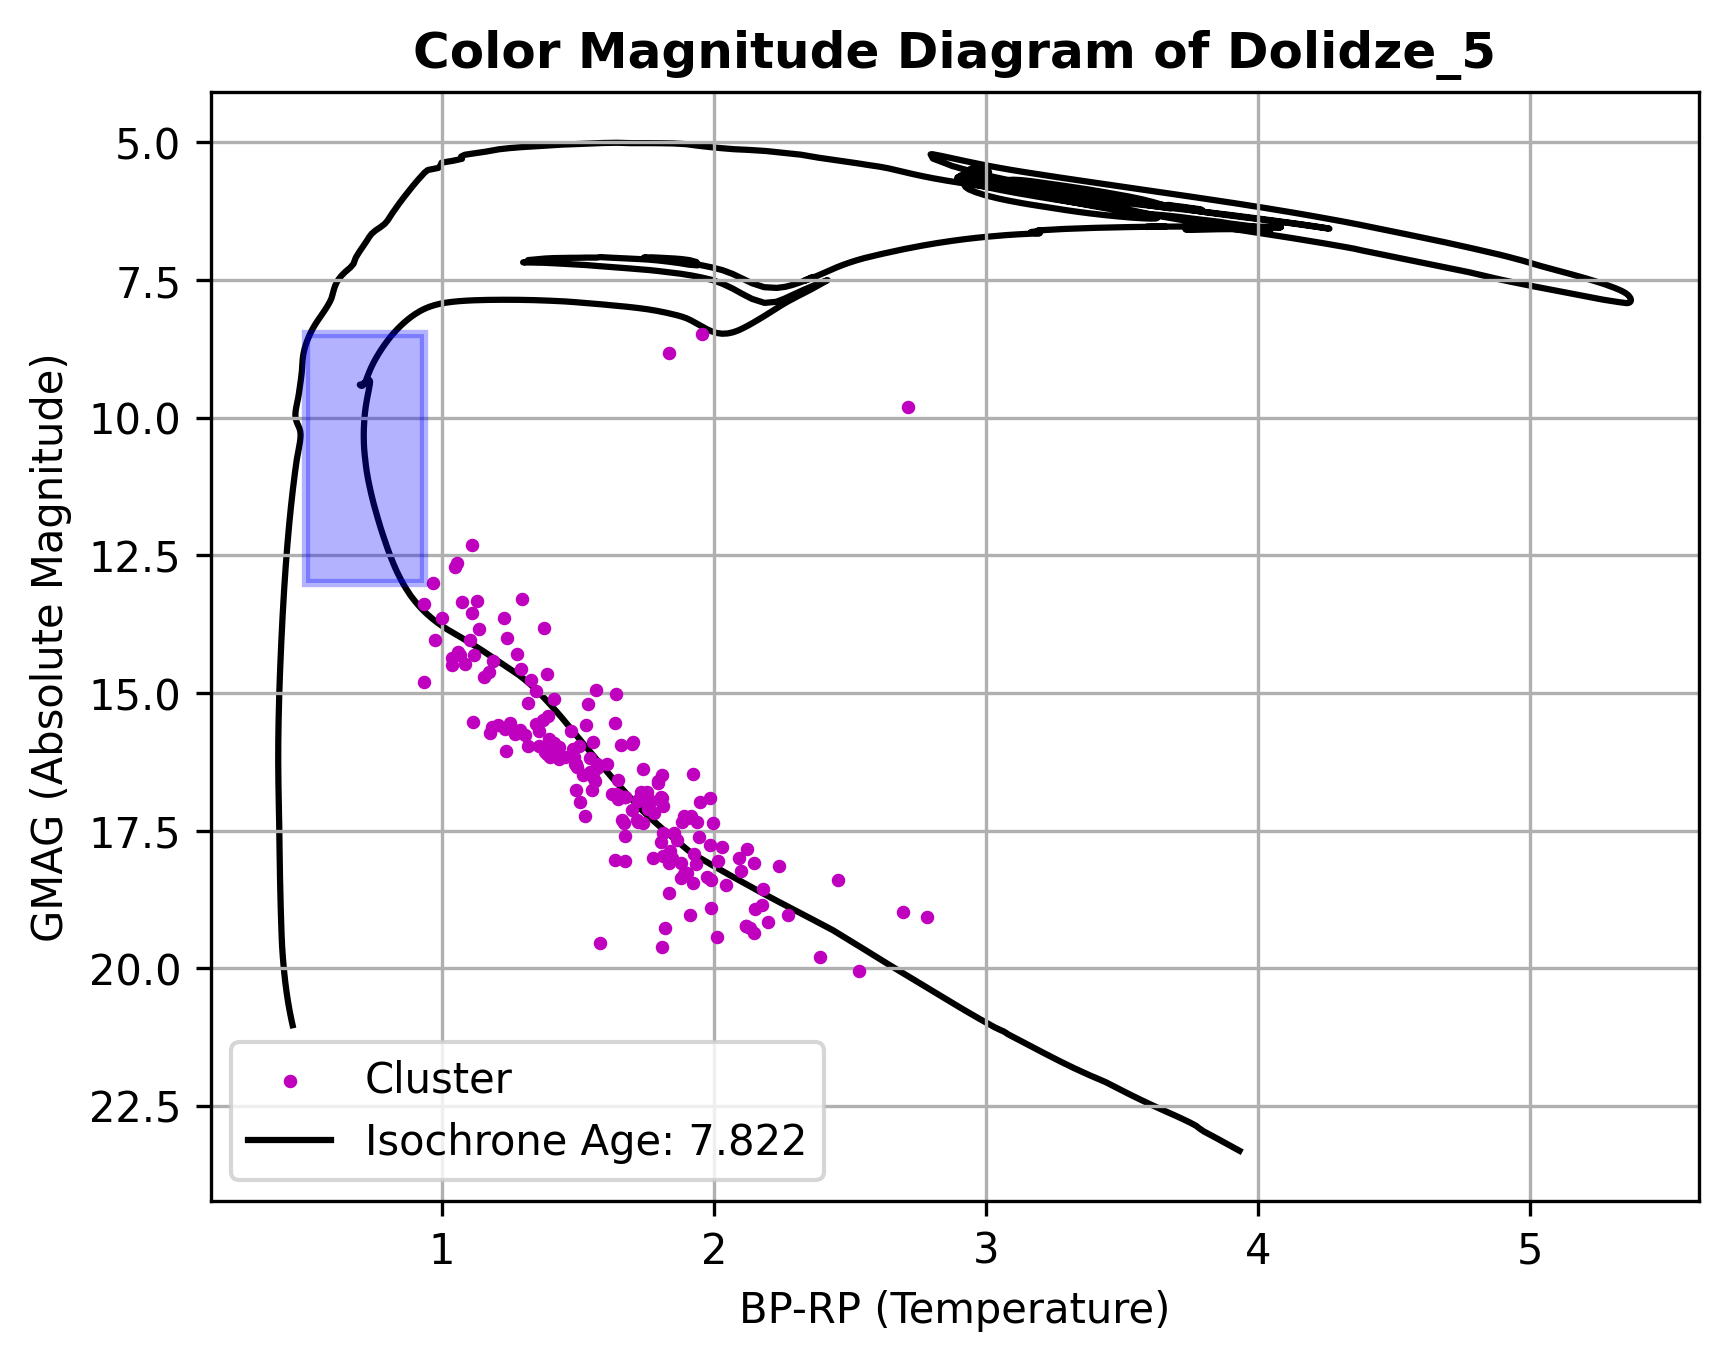 Color Magnitude Diagram of Dolidze_5
GMAG (Absolute Magnitude)
5.0
7.5
10.0
12.5
15.0
17.5
20.0
22.5
Cluster
Isochrone Age: 7.822
1 2 3 4 5
BP-RP (Temperature)